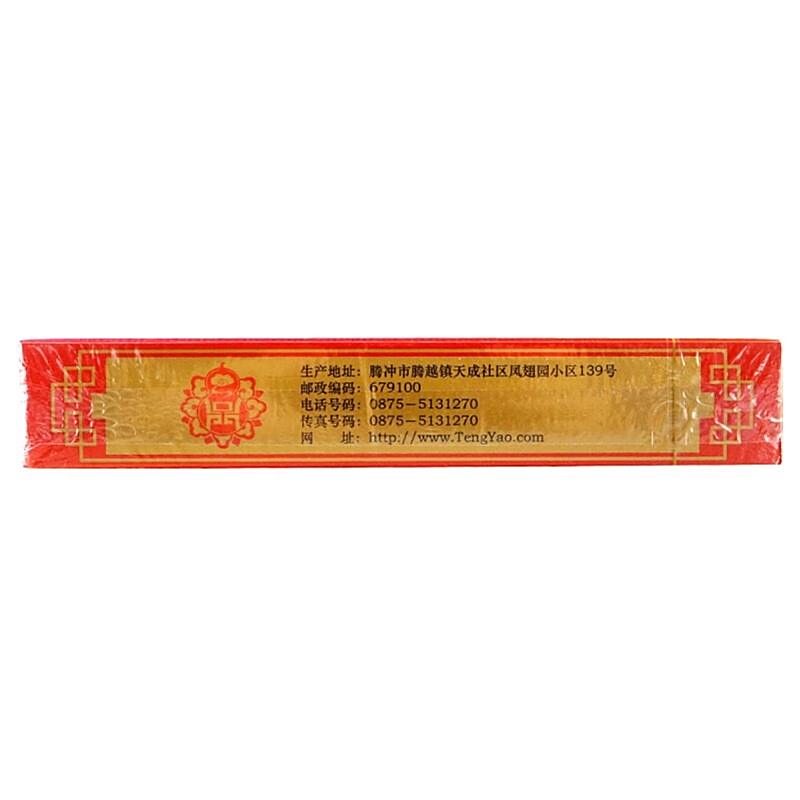 生产地址：腾冲市腾越镇天成社区凤翅园小区139号
邮政编码：679100
电话号码：0875-5131270
传真号码：0875-5131270
网　　址：http://www.TengYao.com